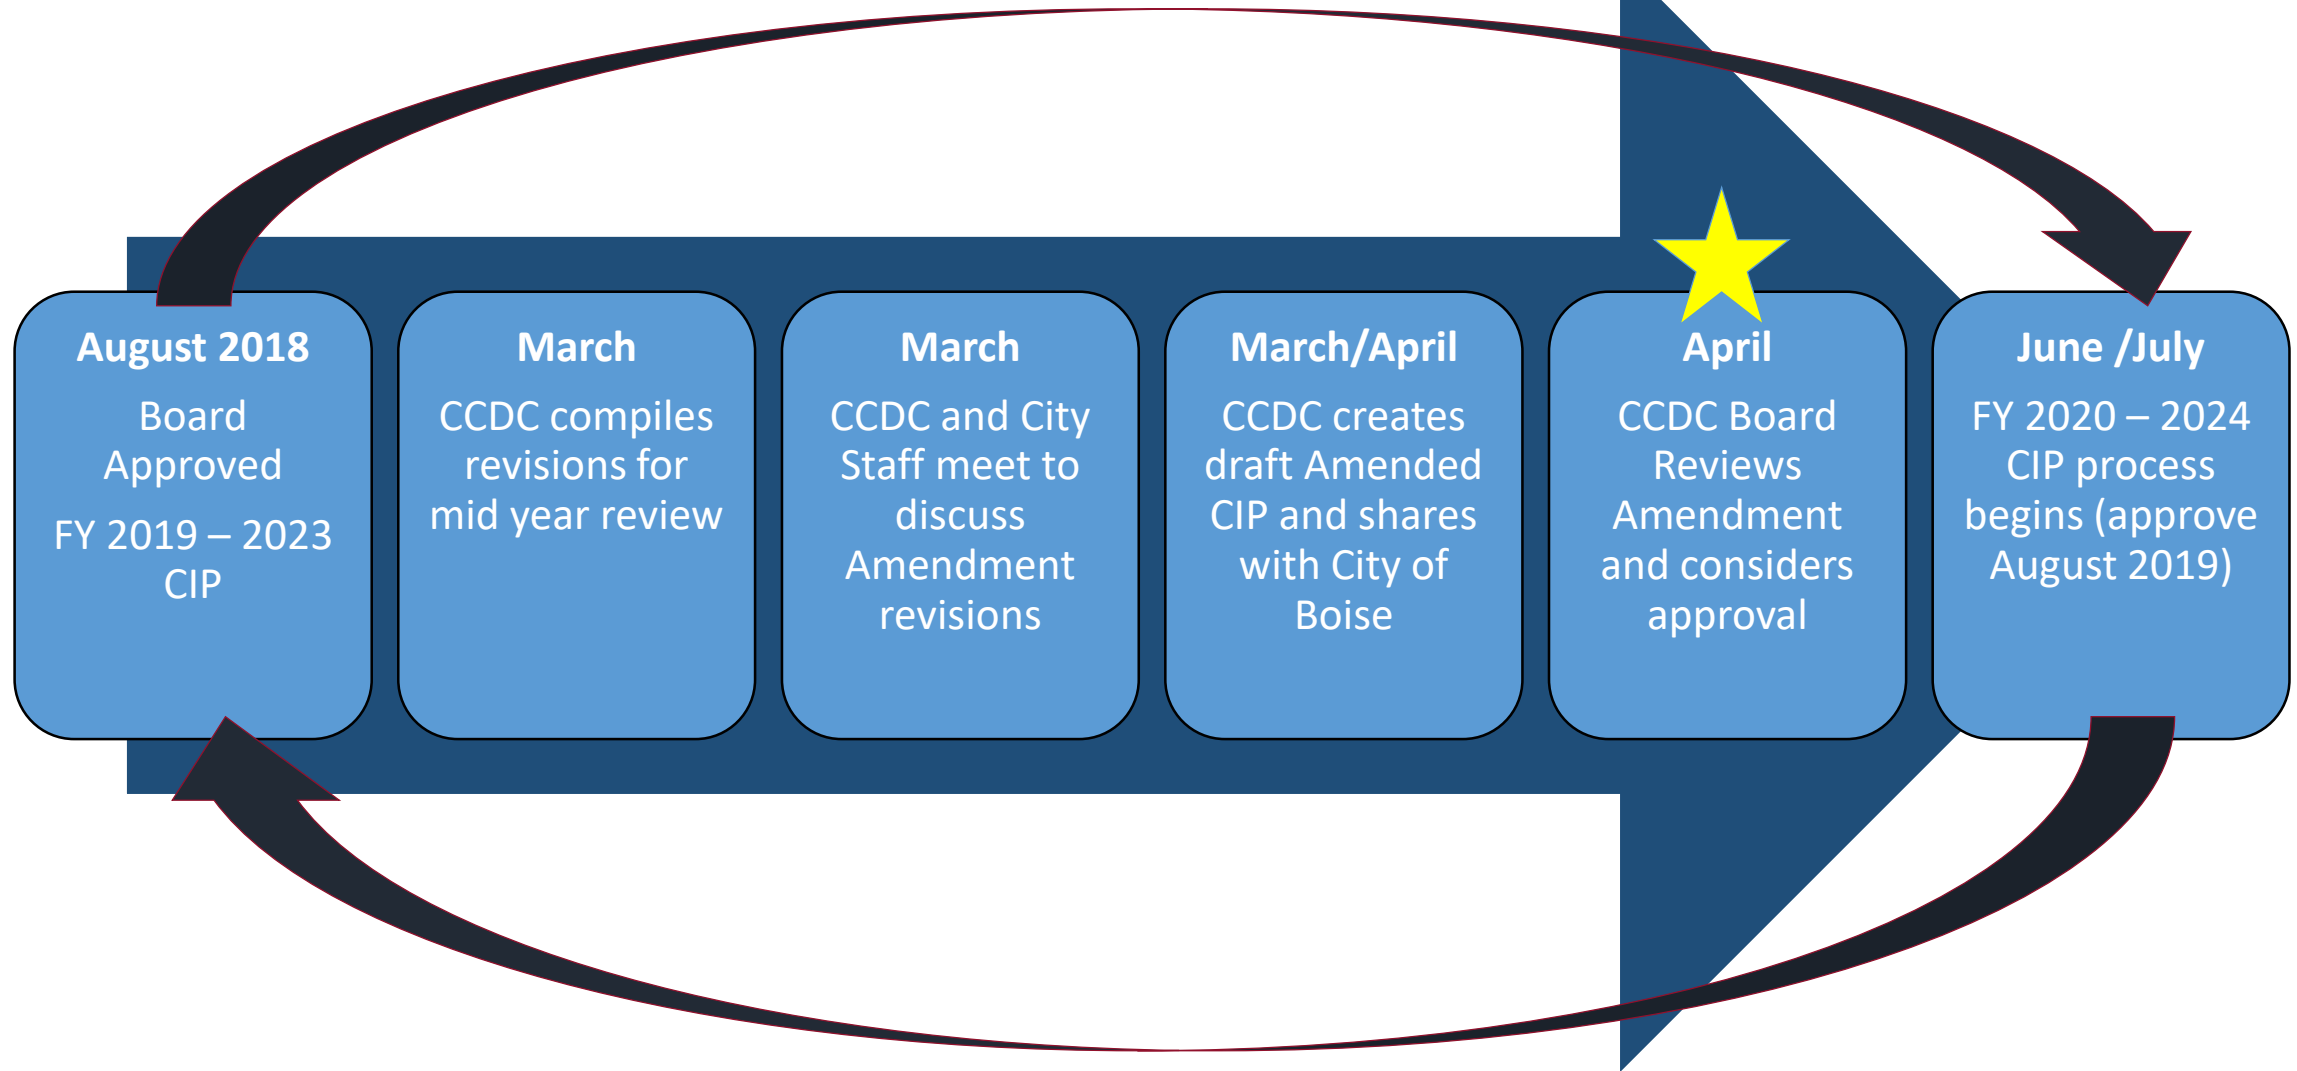 August 2018
Board
Approved
FY 2019 – 2023
CIP
March
CCDC compiles
revisions for
mid year review
March
CCDC and City
Staff meet to
discuss
Amendment
revisions
March/April
CCDC creates
draft Amended
CIP and shares
with City of
Boise
April
CCDC Board
Reviews
Amendment
and considers
approval
June /July
FY 2020 – 2024
CIP process
begins (approve
August 2019)